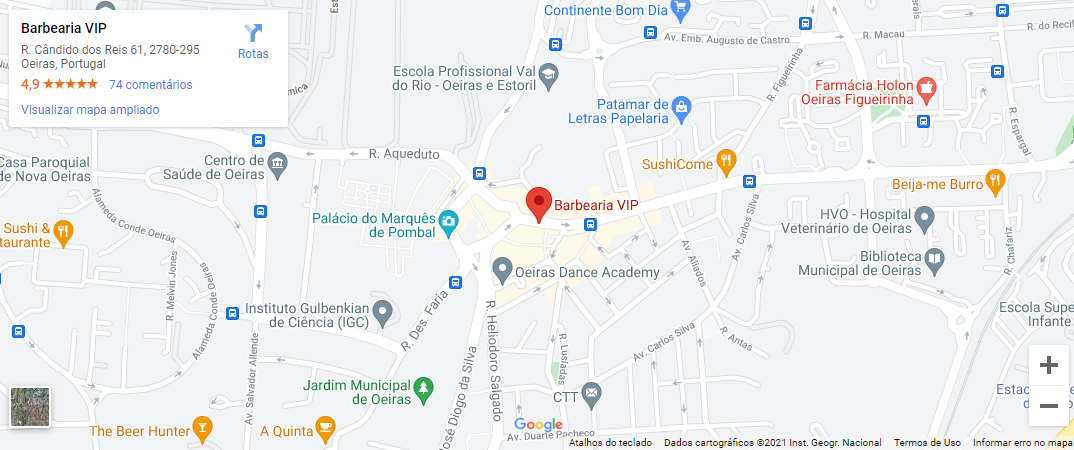 Barbearia VIP
R. Cândido dos Reis 61, 2780-295
Oeiras, Portugal
4,9
74 comentários
Visualizar mapa ampliado
Rotas
Continente Bom Dia
Av. Emb. Augusto de Castro
R. Macau
R. do Recife
Escola Profissional Val
do Rio - Oeiras e Estoril
R. Figueirinha
Farmácia Holon
Oeiras Figueirinha
Patamar de
Letras Papelaria
R. Espargal
Casa Paroquial
de Nova Oeiras
Centro de
Saúde de Oeiras
R. Aqueduto
SushiCome
Beija-me Burro
Barbearia VIP
Palácio do Marquês
de Pombal
HVO - Hospital
Veterinário de Oeiras
Sushi &
taurante
Alameda Conde Oeiras
Av. Carlos Silva
Av. Aliados
R. Chafariz
Biblioteca
Municipal de Oeiras
Oeiras Dance Academy
R. Melvin Jones
Alameda Conde Oeiras
Instituto Gulbenkian
de Ciência (IGC)
R. Des. Faria
R. Heliodoro Salgado
Escola Supe
Infante
Av. Salvador Allende
José Diogo da Silva
R. Lusíadas
Av. Carlos Silva
R. Antas
Jardim Municipal
de Oeiras
CTT
Estac
de
The Beer Hunter
A Quinta
Google
Av. Duarte Pacheco
Atalhos do teclado
Dados cartográficos ©2021 Inst. Geogr. Nacional
Termos de Uso
Informar erro no mapa